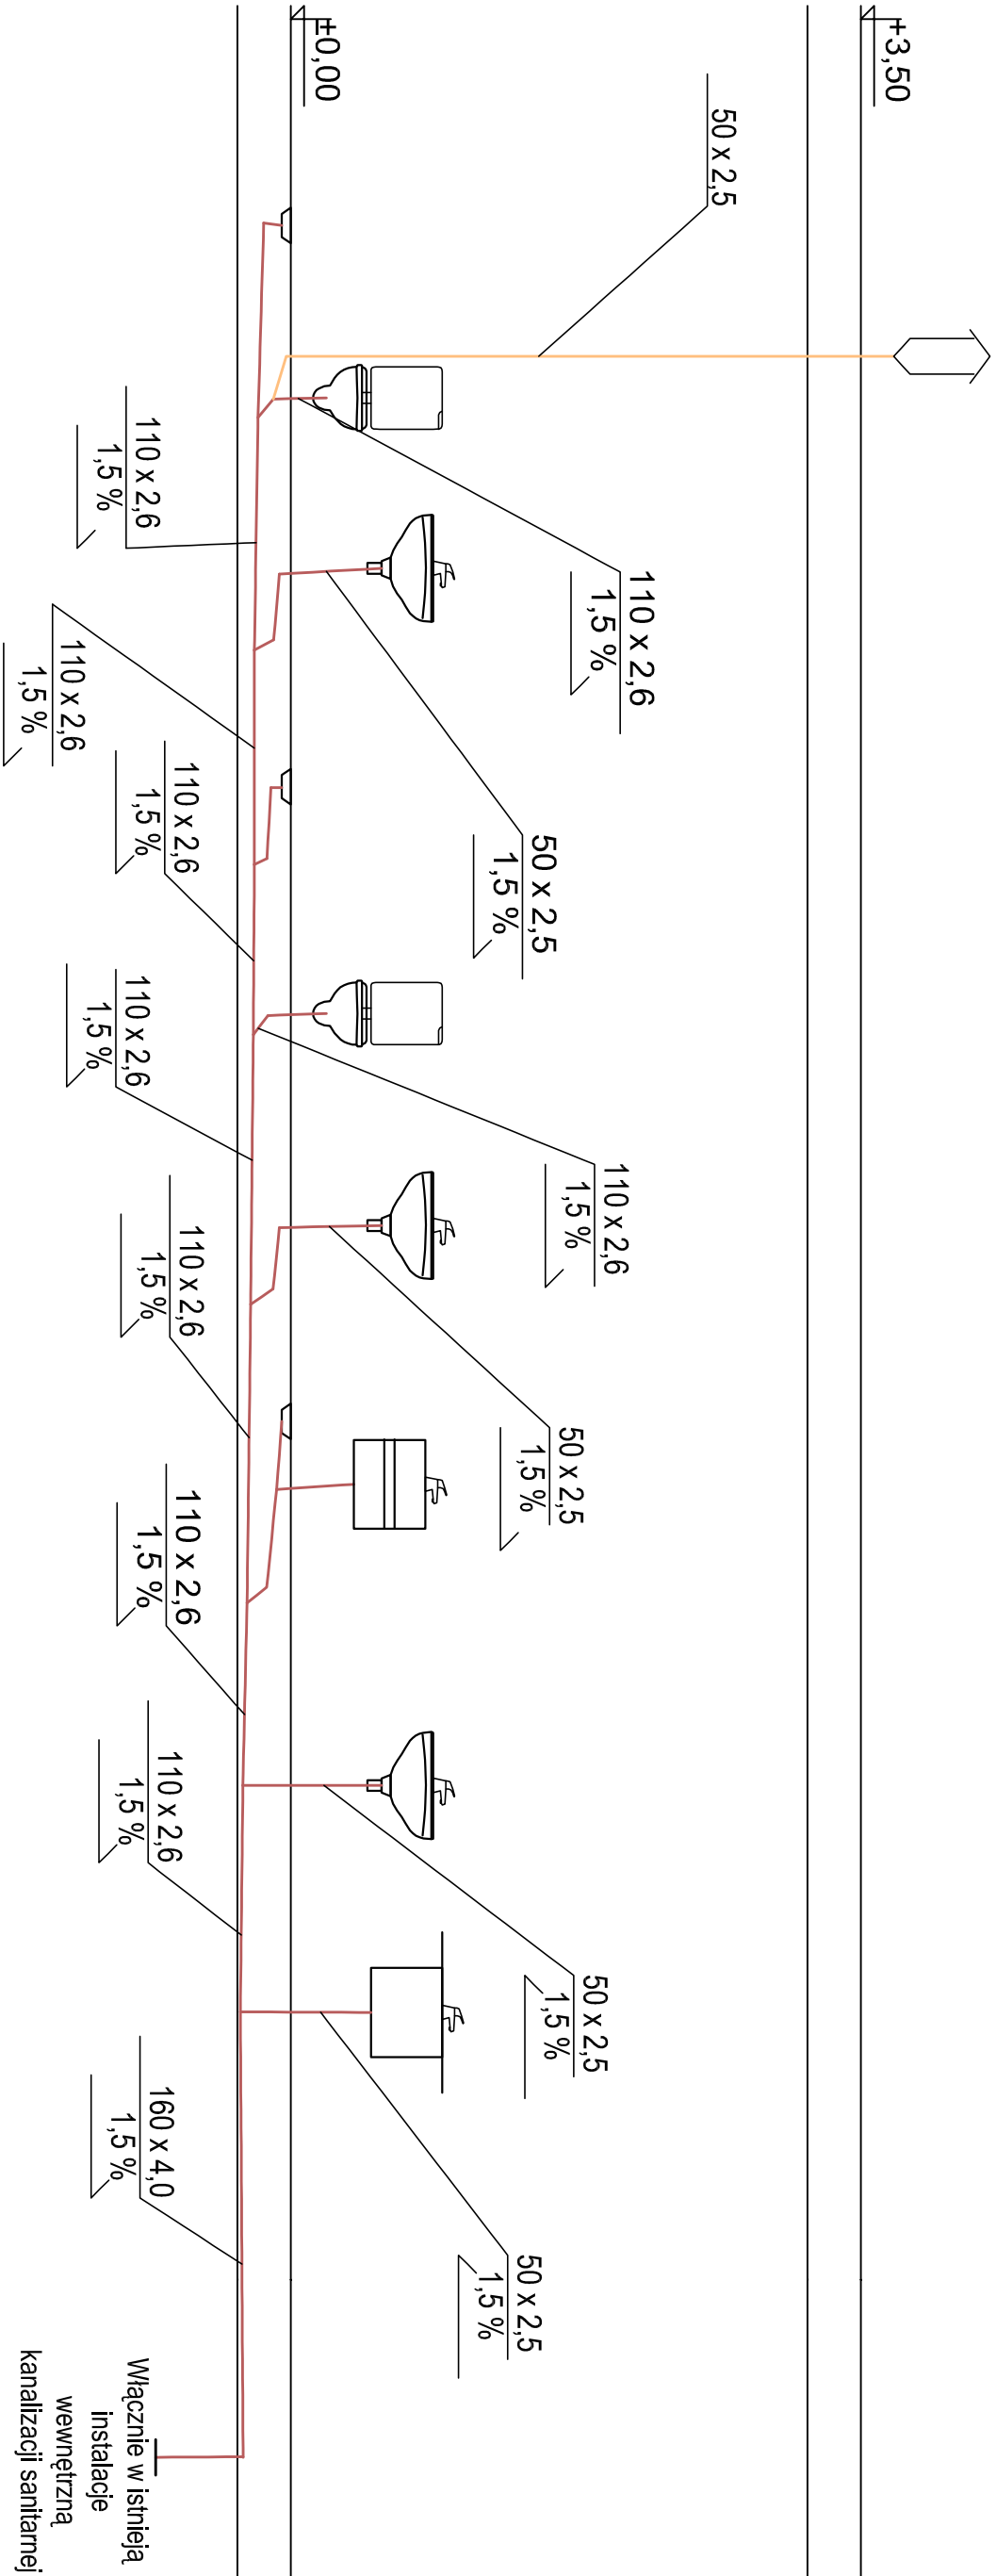 +3,50
±0,00
50 x 2,5
110 x 2,6
1,5 %
110 x 2,6
1,5 %
50 x 2,5
1,5 %
110 x 2,6
1,5 %
110 x 2,6
1,5 %
110 x 2,6
1,5 %
110 x 2,6
1,5 %
110 x 2,6
1,5 %
50 x 2,5
1,5 %
110 x 2,6
1,5 %
110 x 2,6
1,5 %
50 x 2,5
1,5 %
160 x 4,0
1,5 %
50 x 2,5
1,5 %
Włącznie w istnieją
instalacje
wewnętrzną
kanalizacji sanitarnej